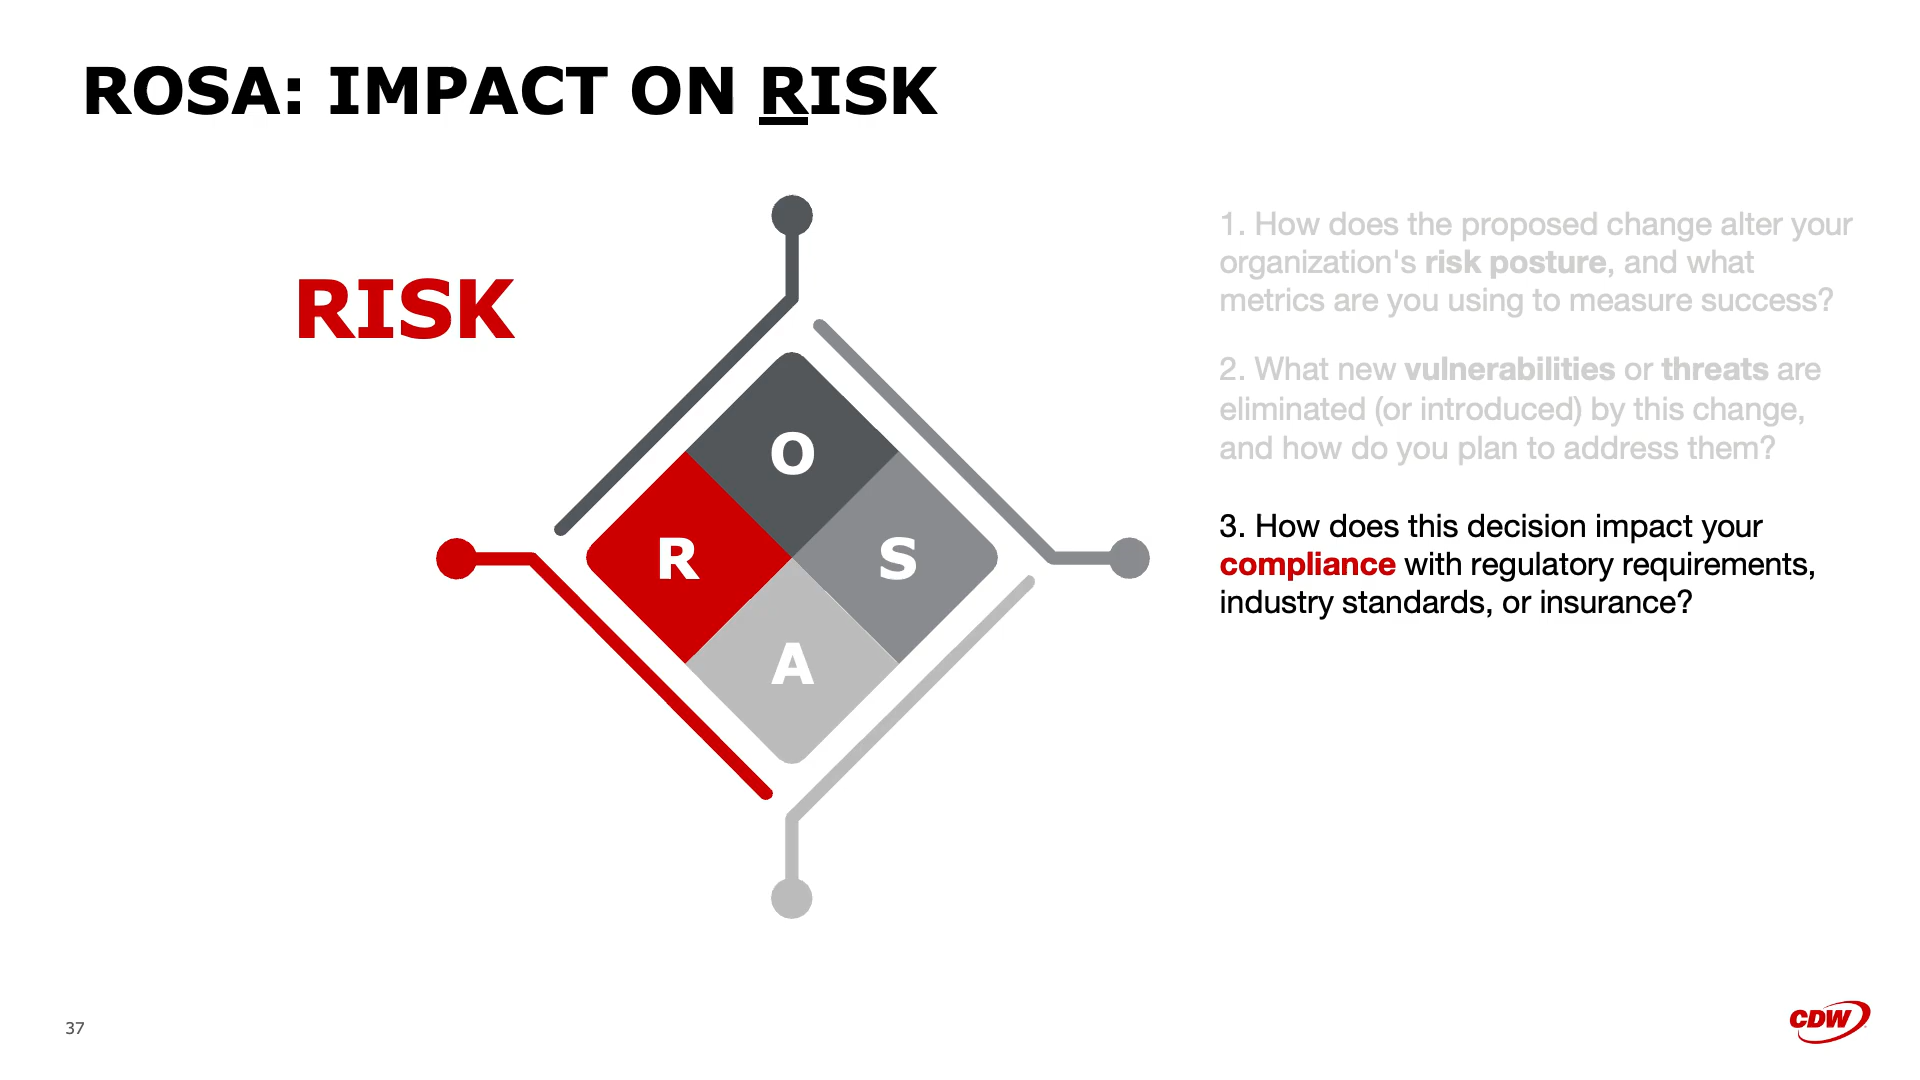 ROSA: IMPACT ON RISK
RISK
O
R
S
A
1. How does the proposed change alter your
organization's risk posture, and what
metrics are you using to measure success?
2. What new vulnerabilities or threats are
eliminated (or introduced) by this change,
and how do you plan to address them?
3. How does this decision impact your
compliance with regulatory requirements,
industry standards, or insurance?
37
CDW